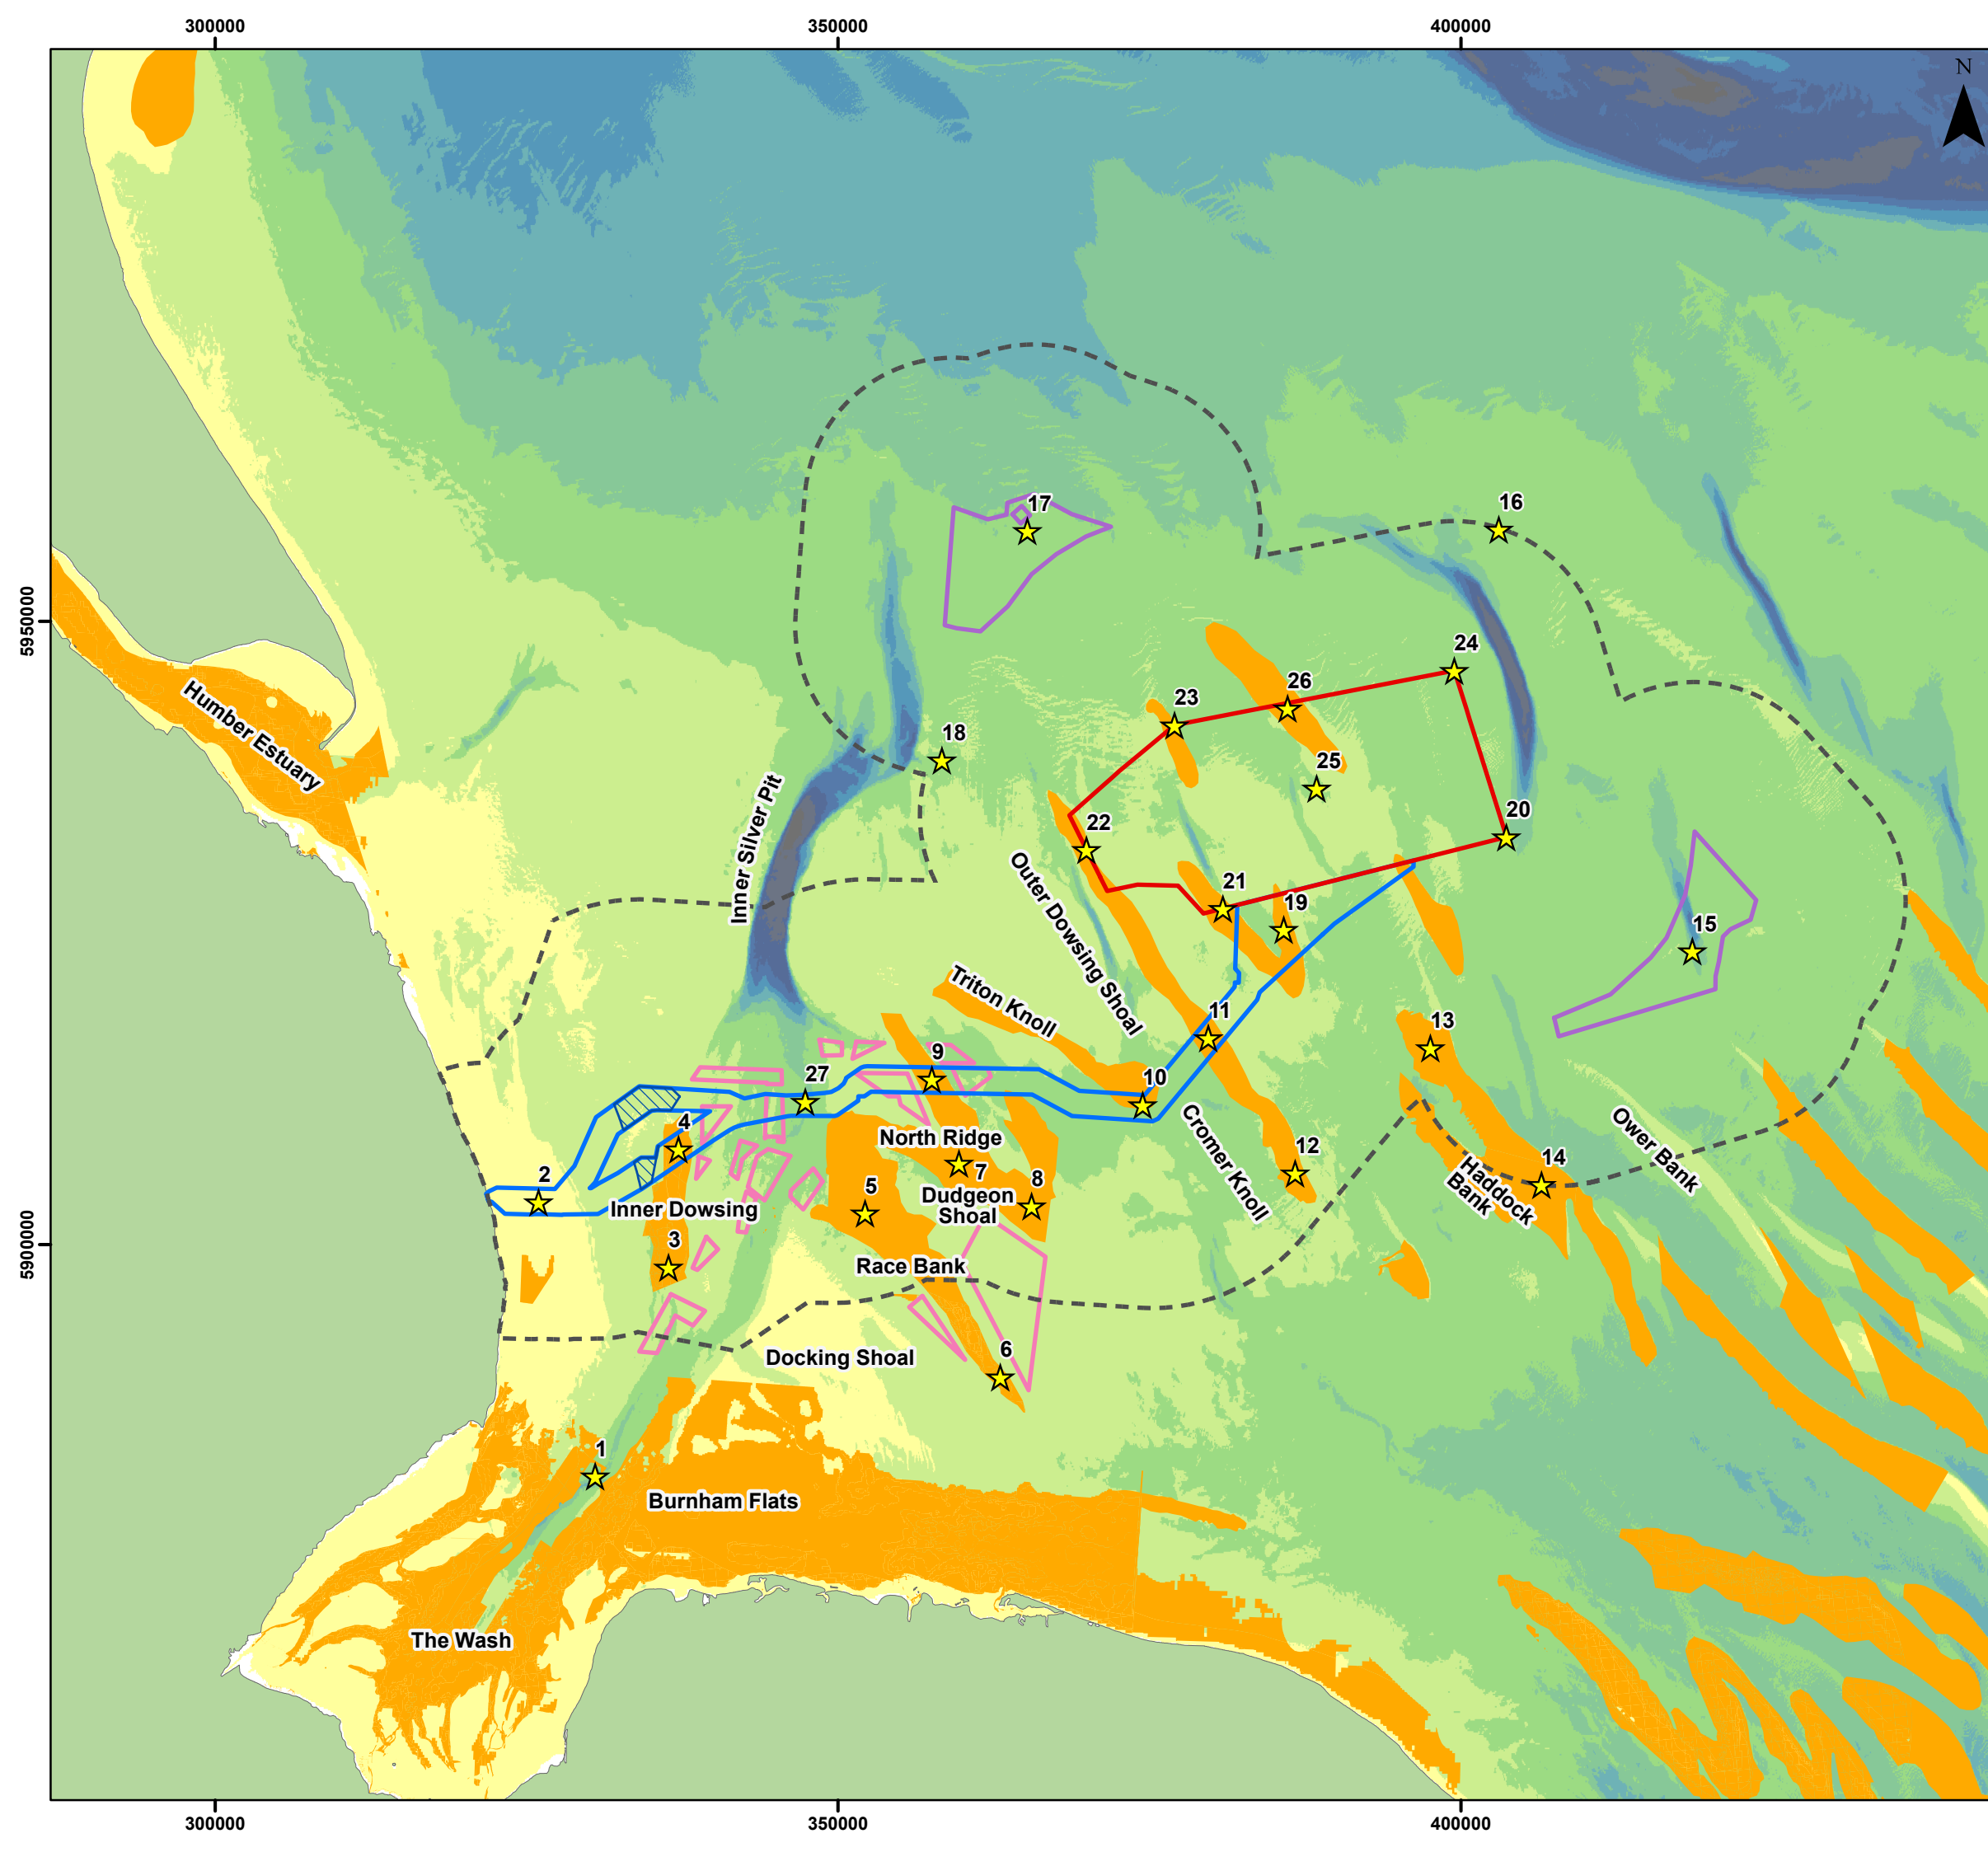 300000
350000
400000
N
17
16
5950000
24
Humber Estuary
26
23
18
25
Inner Silver Pit
22
20
Outer Dowsing Shoal
21
19
15
Triton Knoll
11
13
9
27
10
4
Cromer Knoll
Ower Bank
North Ridge
12
14
2
7
8
5
Haddock
Bank
Dudgeon
Shoal
Inner Dowsing
5900000
3
Race Bank
6
Docking Shoal
1
Burnham Flats
The Wash
300000
350000
400000